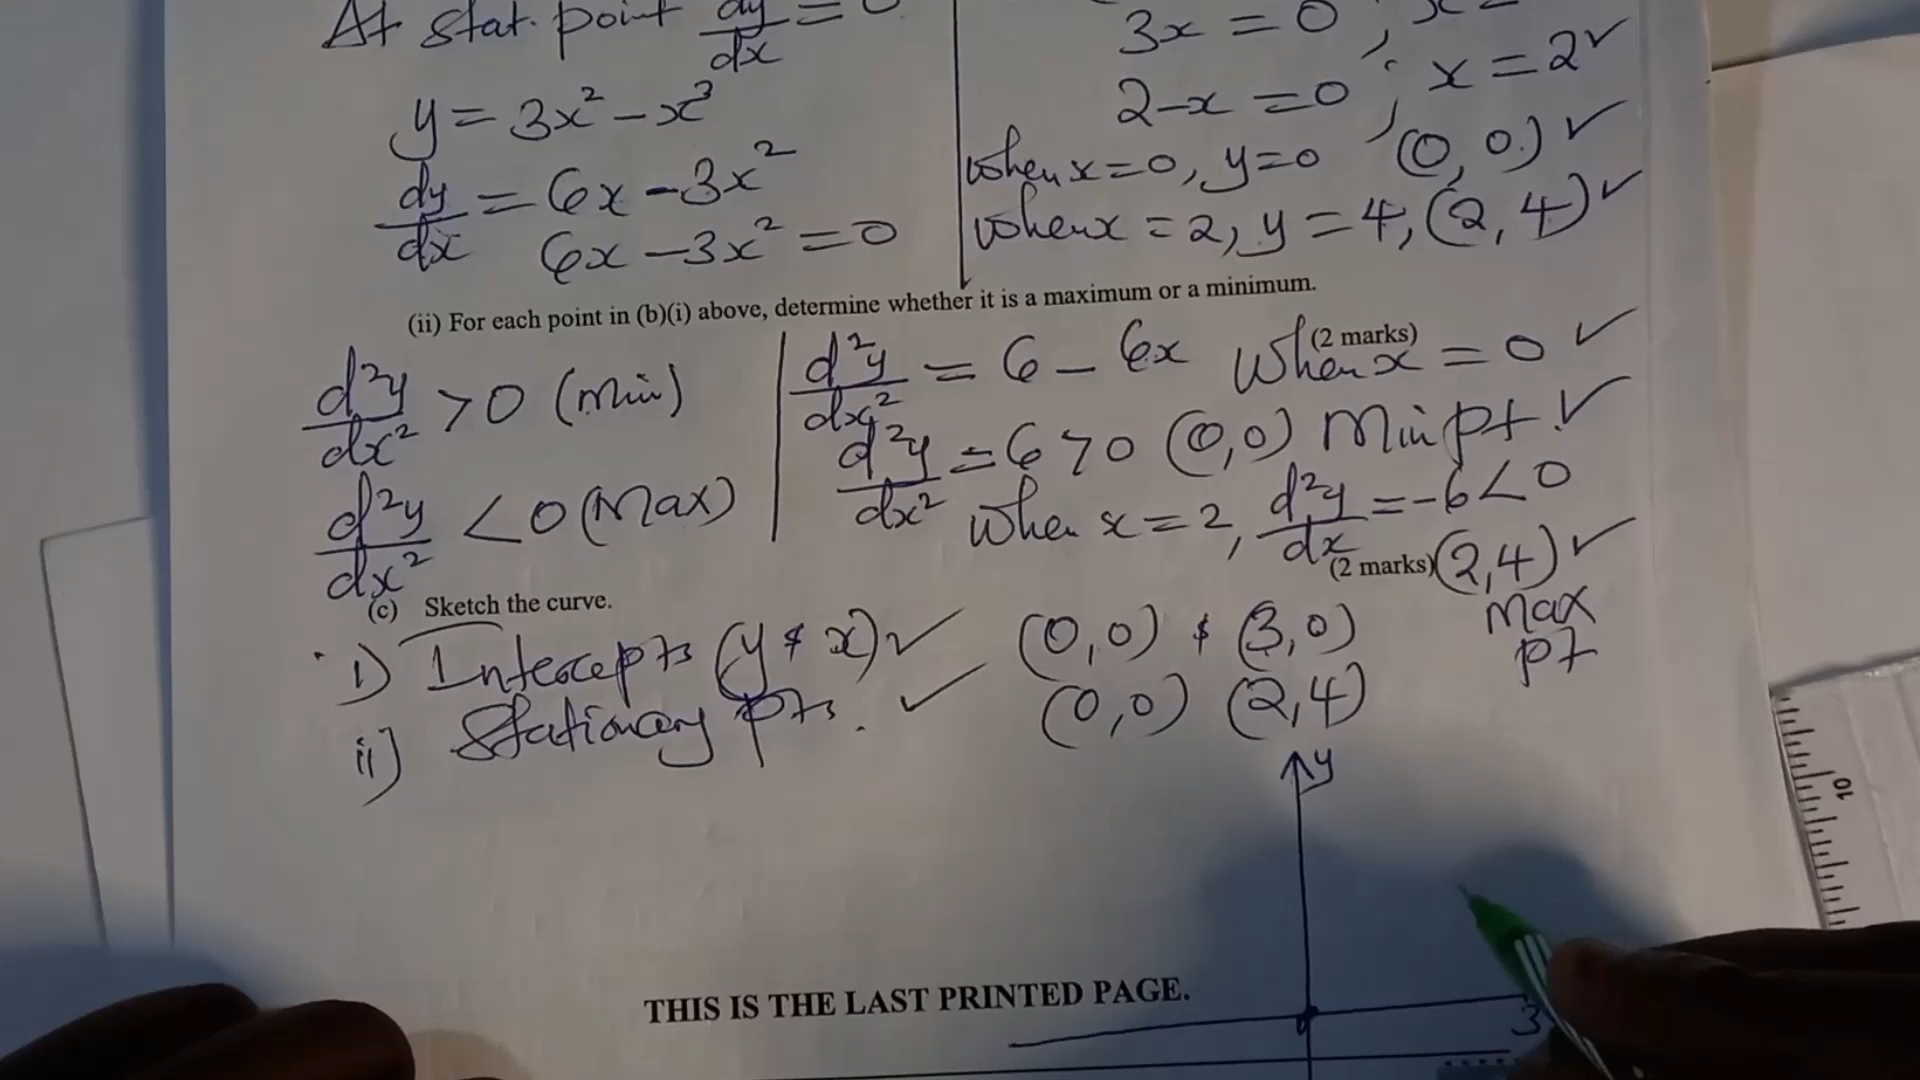 At stat. point dy/dx = 0
y = 3x² - x³
dy/dx = 6x - 3x²
6x - 3x² = 0
3x = 0 , x =
2-x = 0 ; x = 2 ✓
when x = 0, y = 0 (0, 0) ✓
when x = 2, y = 4, (2, 4) ✓
(ii) For each point in (b)(i) above, determine whether it is a maximum or a minimum.
(2 marks)
d²y/dx² > 0 (Min)
d²y/dx² < 0 (Max)
d²y/dx² = 6 - 6x When x = 0 ✓
d²y/dx² = 6 > 0 (0,0) Min pt. ✓
when x = 2, d²y/dx = -6 < 0
(2 marks) (2,4) ✓
Max
pt
(c) Sketch the curve.
i) Intercepts (y & x) ✓ (0,0) & (3,0)
ii) Stationary pts. ✓ (0,0) (2,4)
y
3
THIS IS THE LAST PRINTED PAGE.
10